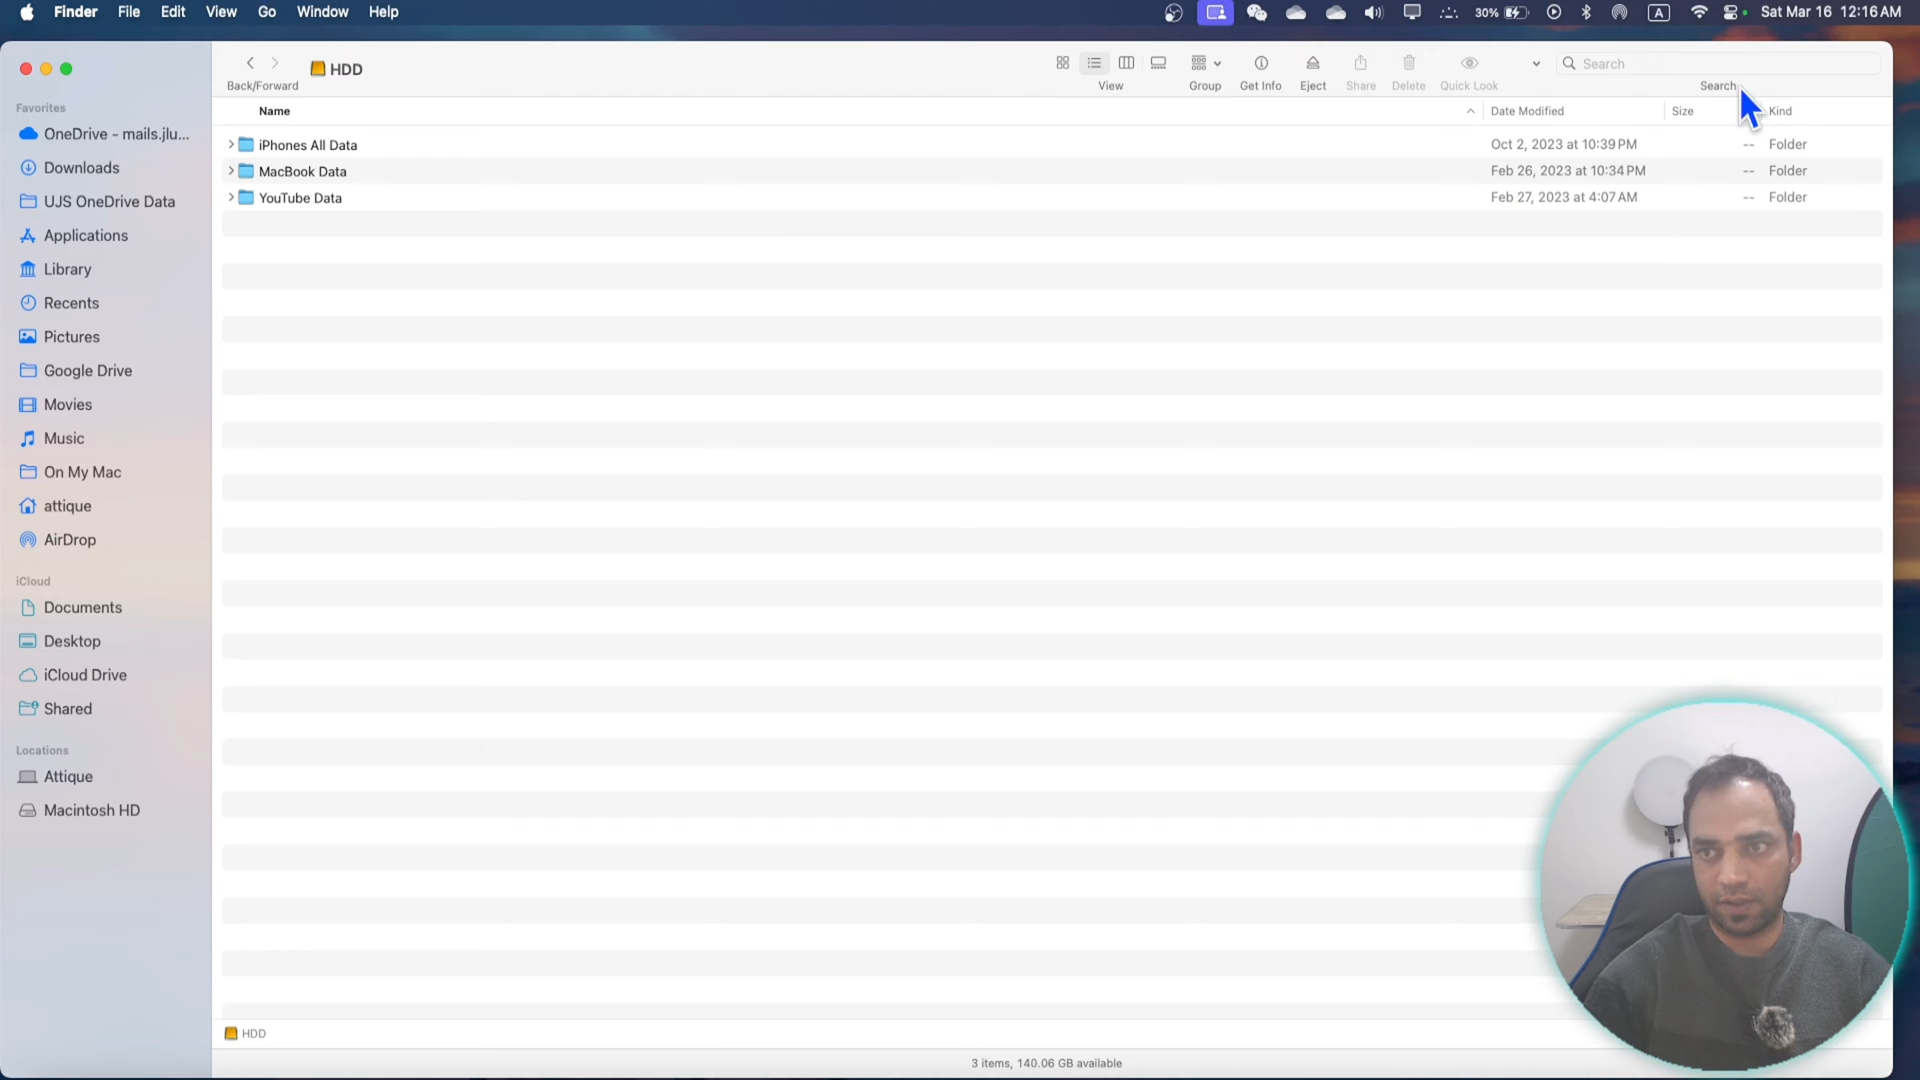 Finder File Edit View Go Window Help
A 30% Sat Mar 16 12:16 AM
HDD
Back/Forward View Group Get Info Eject Share Delete Quick Look Search
Search
Name Date Modified Size Kind
iPhones All Data Oct 2, 2023 at 10:39 PM -- Folder
MacBook Data Feb 26, 2023 at 10:34 PM -- Folder
YouTube Data Feb 27, 2023 at 4:07 AM -- Folder
Favorites
OneDrive - mails.jlu...
Downloads
UJS OneDrive Data
Applications
Library
Recents
Pictures
Google Drive
Movies
Music
On My Mac
attique
AirDrop
iCloud
Documents
Desktop
iCloud Drive
Shared
Locations
Attique
Macintosh HD
HDD
3 items, 140.06 GB available